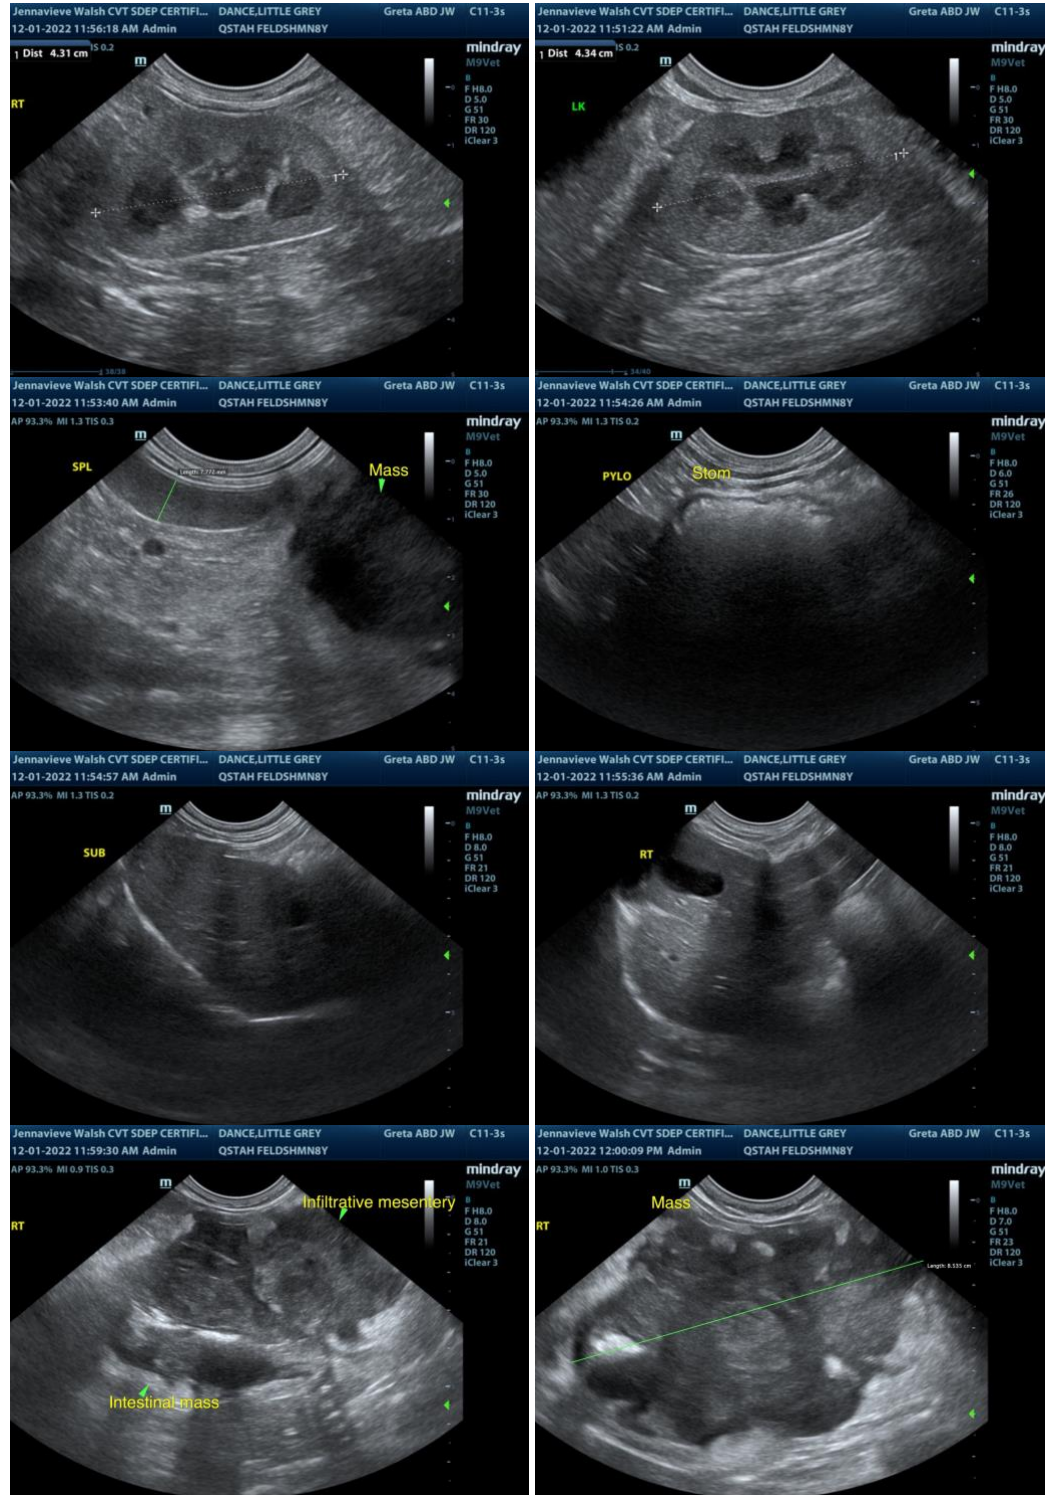 Jennavieve Walsh CVT SDEP CERTIFI... DANCE,LITTLE GREY Greta ABD JW C11-3s
12-01-2022 11:56:18 AM Admin QSTAH FELDSHMN8Y
1 Dist 4.31 cm
TIS 0.2
mindray
M9Vet
m
B
F H8.0
D 5.0
G 51
FR 30
DR 120
iClear 3
RT
1
38/38
Jennavieve Walsh CVT SDEP CERTIFI... DANCE,LITTLE GREY Greta ABD JW C11-3s
12-01-2022 11:51:22 AM Admin QSTAH FELDSHMN8Y
1 Dist 4.34 cm
TIS 0.2
mindray
M9Vet
m
B
F H8.0
D 5.0
G 51
FR 30
DR 120
iClear 3
LK
1
34/40
Jennavieve Walsh CVT SDEP CERTIFI... DANCE,LITTLE GREY Greta ABD JW C11-3s
12-01-2022 11:53:40 AM Admin QSTAH FELDSHMN8Y
AP 93.3% MI 1.3 TIS 0.3
mindray
M9Vet
m
B
F H8.0
D 5.0
G 51
FR 30
DR 120
iClear 3
SPL
Mass
Jennavieve Walsh CVT SDEP CERTIFI... DANCE,LITTLE GREY Greta ABD JW C11-3s
12-01-2022 11:54:26 AM Admin QSTAH FELDSHMN8Y
AP 93.3% MI 1.3 TIS 0.2
mindray
M9Vet
m
B
F H8.0
D 6.0
G 51
FR 26
DR 120
iClear 3
PYLO
Stom
Jennavieve Walsh CVT SDEP CERTIFI... DANCE,LITTLE GREY Greta ABD JW C11-3s
12-01-2022 11:54:57 AM Admin QSTAH FELDSHMN8Y
AP 93.3% MI 1.3 TIS 0.2
mindray
M9Vet
m
B
F H8.0
D 8.0
G 51
FR 21
DR 120
iClear 3
SUB
Jennavieve Walsh CVT SDEP CERTIFI... DANCE,LITTLE GREY Greta ABD JW C11-3s
12-01-2022 11:55:36 AM Admin QSTAH FELDSHMN8Y
AP 93.3% MI 1.3 TIS 0.2
mindray
M9Vet
m
B
F H8.0
D 8.0
G 51
FR 21
DR 120
iClear 3
RT
Jennavieve Walsh CVT SDEP CERTIFI... DANCE,LITTLE GREY Greta ABD JW C11-3s
12-01-2022 11:59:30 AM Admin QSTAH FELDSHMN8Y
AP 93.3% MI 0.9 TIS 0.3
mindray
M9Vet
m
B
F H8.0
D 8.0
G 51
FR 21
DR 120
iClear 3
Infiltrative mesentery
RT
Intestinal mass
Jennavieve Walsh CVT SDEP CERTIFI... DANCE,LITTLE GREY Greta ABD JW C11-3s
12-01-2022 12:00:09 PM Admin QSTAH FELDSHMN8Y
AP 93.3% MI 1.0 TIS 0.3
mindray
M9Vet
m
B
F H8.0
D 7.0
G 51
FR 23
DR 120
iClear 3
Mass
RT
Length: 8.535 cm